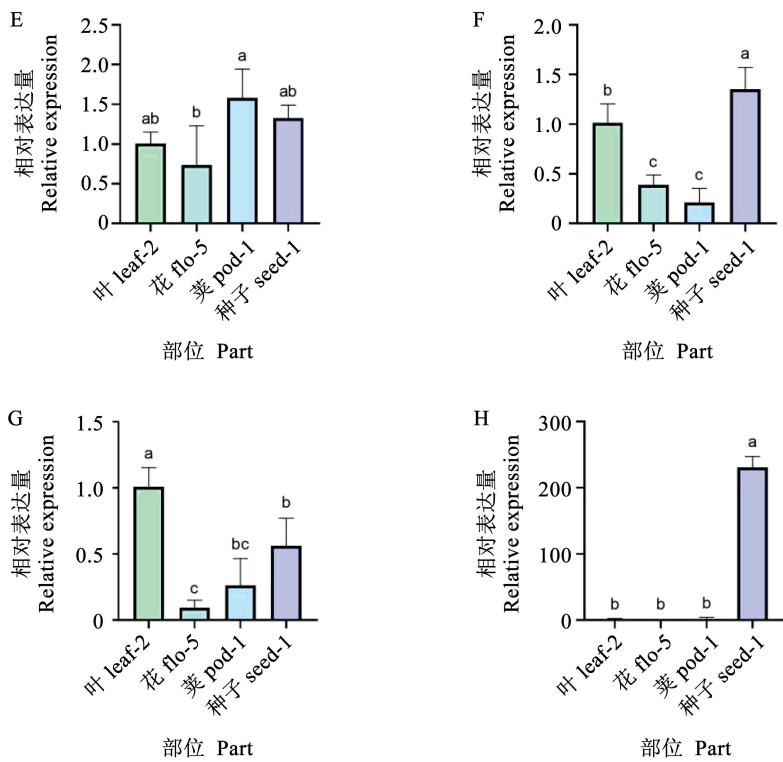 E
相对表达量
Relative expression
2.5
2.0
1.5
1.0
0.5
0
ab
b
a
ab
叶 leaf-2
花 flo-5
荚 pod-1
种子 seed-1
部位 Part
F
相对表达量
Relative expression
2.0
1.5
1.0
0.5
0
b
c
c
a
叶 leaf-2
花 flo-5
荚 pod-1
种子 seed-1
部位 Part
G
相对表达量
Relative expression
1.5
1.0
0.5
0
a
c
bc
b
叶 leaf-2
花 flo-5
荚 pod-1
种子 seed-1
部位 Part
H
相对表达量
Relative expression
300
200
100
0
b
b
b
a
叶 leaf-2
花 flo-5
荚 pod-1
种子 seed-1
部位 Part